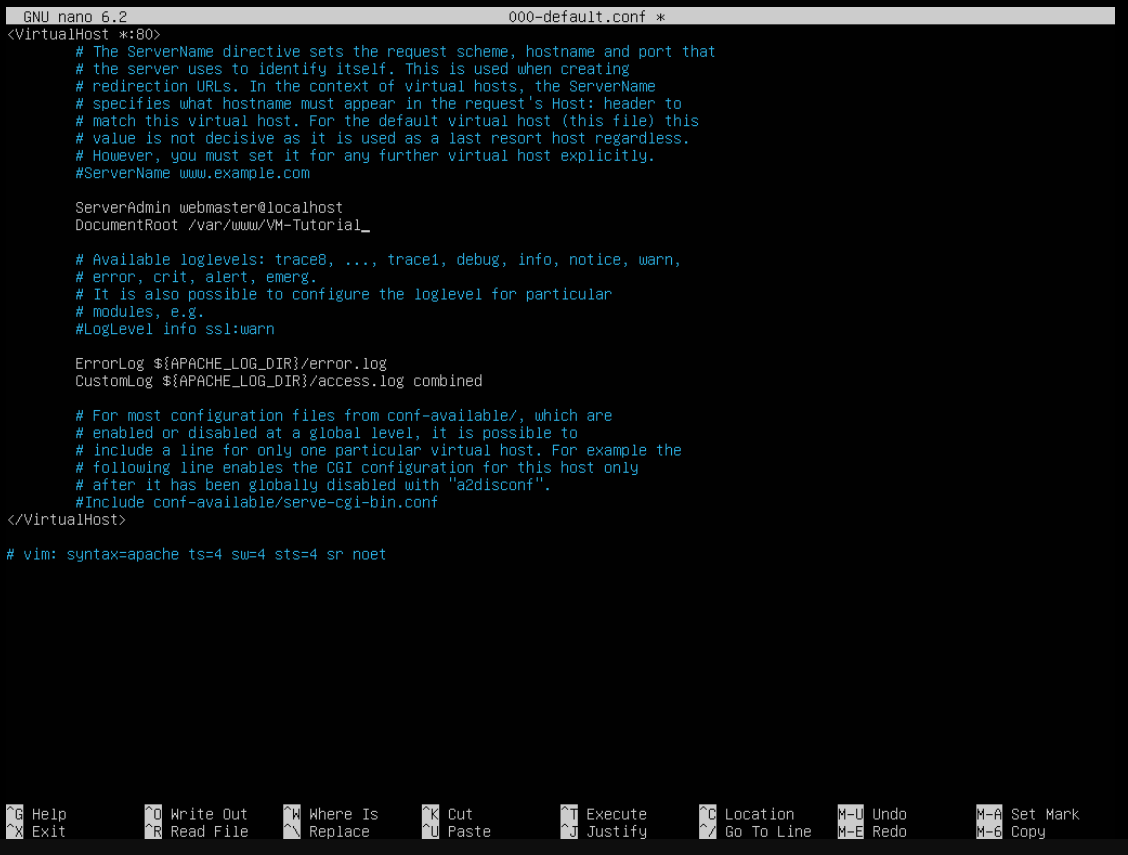 GNU nano 6.2 000-default.conf *
<VirtualHost *:80>
# The ServerName directive sets the request scheme, hostname and port that
# the server uses to identify itself. This is used when creating
# redirection URLs. In the context of virtual hosts, the ServerName
# specifies what hostname must appear in the request's Host: header to
# match this virtual host. For the default virtual host (this file) this
# value is not decisive as it is used as a last resort host regardless.
# However, you must set it for any further virtual host explicitly.
#ServerName www.example.com
ServerAdmin webmaster@localhost
DocumentRoot /var/www/VM-Tutorial_
# Available loglevels: trace8, ..., trace1, debug, info, notice, warn,
# error, crit, alert, emerg.
# It is also possible to configure the loglevel for particular
# modules, e.g.
#LogLevel info ssl:warn
ErrorLog ${APACHE_LOG_DIR}/error.log
CustomLog ${APACHE_LOG_DIR}/access.log combined
# For most configuration files from conf-available/, which are
# enabled or disabled at a global level, it is possible to
# include a line for only one particular virtual host. For example the
# following line enables the CGI configuration for this host only
# after it has been globally disabled with "a2disconf".
#Include conf-available/serve-cgi-bin.conf
</VirtualHost>
# vim: syntax=apache ts=4 sw=4 sts=4 sr noet
^G Help ^O Write Out ^W Where Is ^K Cut ^T Execute ^C Location M-U Undo M-A Set Mark
^X Exit ^R Read File ^\ Replace ^U Paste ^J Justify ^/ Go To Line M-E Redo M-6 Copy